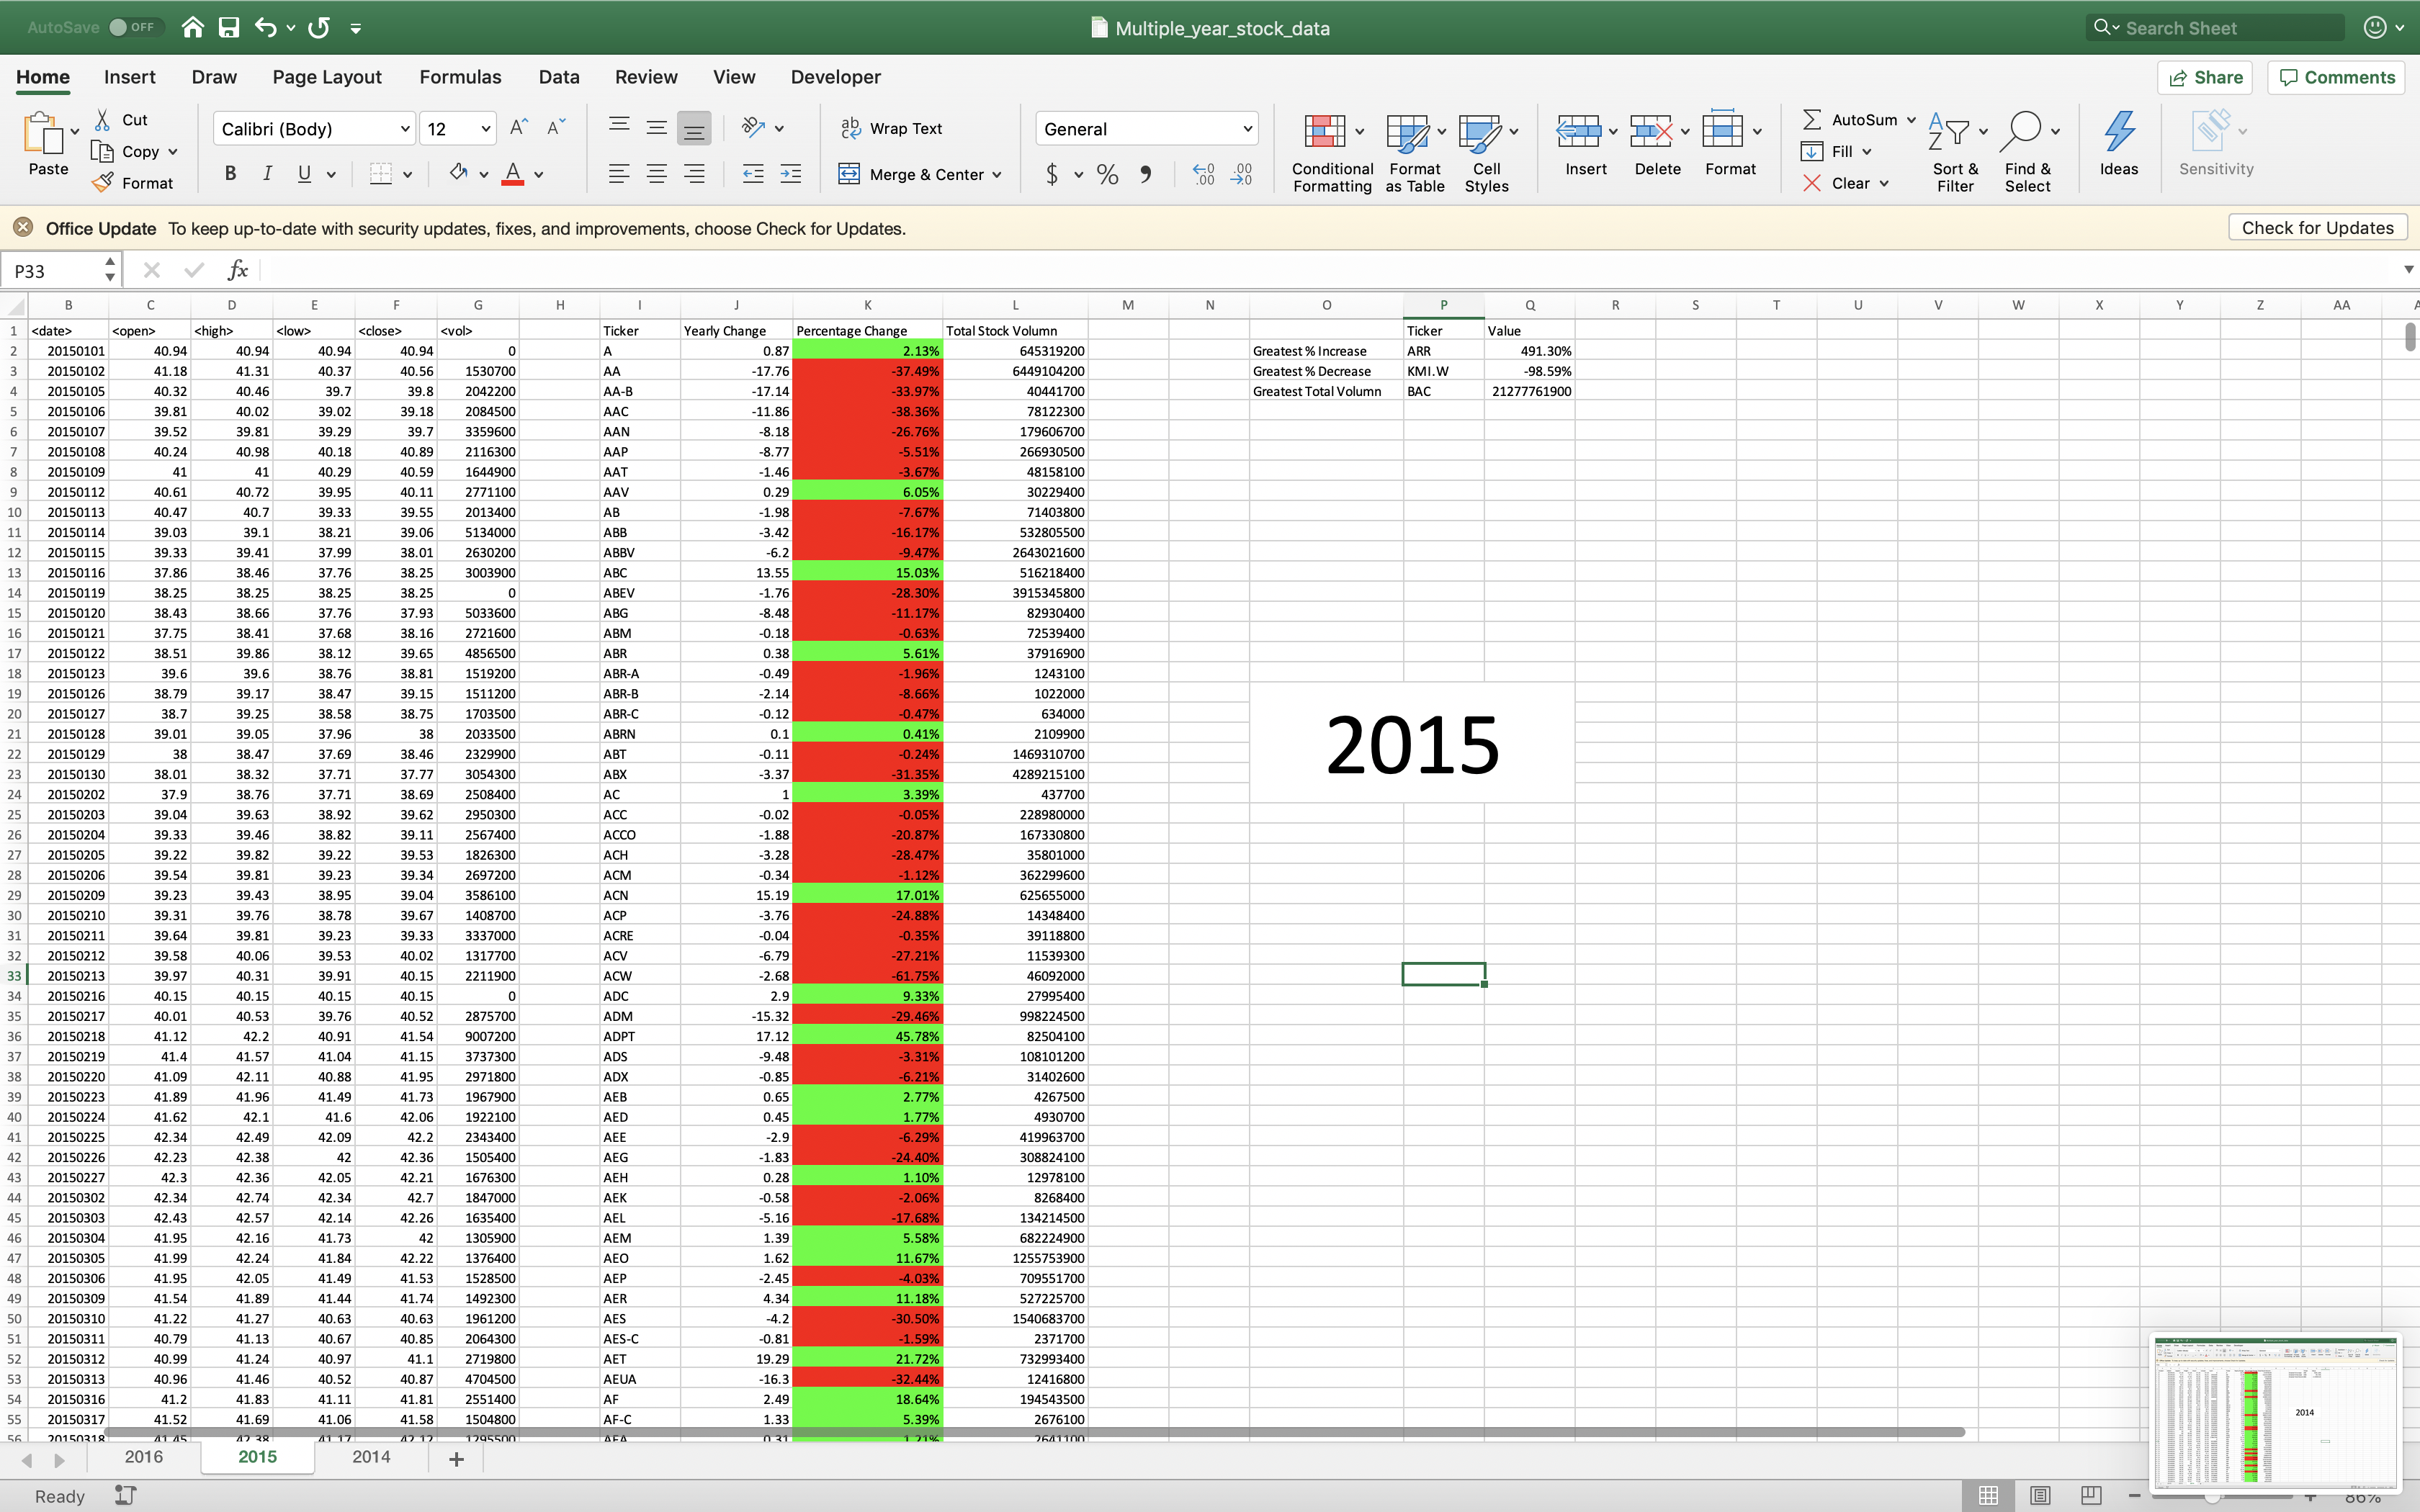 AutoSave OFF Multiple_year_stock_data Search Sheet
Home Insert Draw Page Layout Formulas Data Review View Developer Share Comments
Paste Cut Copy Format Calibri (Body) 12 A^ A˅ B I U A ab Wrap Text Merge & Center General $ % .00 .00 Conditional Formatting Format as Table Cell Styles Insert Delete Format AutoSum Fill Clear Sort & Filter Find & Select Ideas Sensitivity
Office Update To keep up-to-date with security updates, fixes, and improvements, choose Check for Updates. Check for Updates
P33 fx
B C D E F G H I J K L M N O P Q R S T U V W X Y Z AA
1 <date> <open> <high> <low> <close> <vol> Ticker Yearly Change Percentage Change Total Stock Volumn Ticker Value
2 20150101 40.94 40.94 40.94 40.94 0 A 0.87 2.13% 645319200 Greatest % Increase ARR 491.30%
3 20150102 41.18 41.31 40.37 40.56 1530700 AA -17.76 -37.49% 6449104200 Greatest % Decrease KMI.W -98.59%
4 20150105 40.32 40.46 39.7 39.8 2042200 AA-B -17.14 -33.97% 40441700 Greatest Total Volumn BAC 21277761900
5 20150106 39.81 40.02 39.02 39.18 2084500 AAC -11.86 -38.36% 78122300
6 20150107 39.52 39.81 39.29 39.7 3359600 AAN -8.18 -26.76% 179606700
7 20150108 40.24 40.98 40.18 40.89 2116300 AAP -8.77 -5.51% 266930500
8 20150109 41 41 40.29 40.59 1644900 AAT -1.46 -3.67% 48158100
9 20150112 40.61 40.72 39.95 40.11 2771100 AAV 0.29 6.05% 30229400
10 20150113 40.47 40.7 39.33 39.55 2013400 AB -1.98 -7.67% 71403800
11 20150114 39.03 39.1 38.21 39.06 5134000 ABB -3.42 -16.17% 532805500
12 20150115 39.33 39.41 37.99 38.01 2630200 ABBV -6.2 -9.47% 2643021600
13 20150116 37.86 38.46 37.76 38.25 3003900 ABC 13.55 15.03% 516218400
14 20150119 38.25 38.25 38.25 38.25 0 ABEV -1.76 -28.30% 3915345800
15 20150120 38.43 38.66 37.76 37.93 5033600 ABG -8.48 -11.17% 82930400
16 20150121 37.75 38.41 37.68 38.16 2721600 ABM -0.18 -0.63% 72539400
17 20150122 38.51 39.86 38.12 39.65 4856500 ABR 0.38 5.61% 37916900
18 20150123 39.6 39.6 38.76 38.81 1519200 ABR-A -0.49 -1.96% 1243100
19 20150126 38.79 39.17 38.47 39.15 1511200 ABR-B -2.14 -8.66% 1022000
20 20150127 38.7 39.25 38.58 38.75 1703500 ABR-C -0.12 -0.47% 634000
21 20150128 39.01 39.05 37.96 38 2033500 ABRN 0.1 0.41% 2109900
2015
22 20150129 38 38.47 37.69 38.46 2329900 ABT -0.11 -0.24% 1469310700
23 20150130 38.01 38.32 37.71 37.77 3054300 ABX -3.37 -31.35% 4289215100
24 20150202 37.9 38.76 37.71 38.69 2508400 AC 1 3.39% 437700
25 20150203 39.04 39.63 38.92 39.62 2950300 ACC -0.02 -0.05% 228980000
26 20150204 39.33 39.46 38.82 39.11 2567400 ACCO -1.88 -20.87% 167330800
27 20150205 39.22 39.82 39.22 39.53 1826300 ACH -3.28 -28.47% 35801000
28 20150206 39.54 39.81 39.23 39.34 2697200 ACM -0.34 -1.12% 362299600
29 20150209 39.23 39.43 38.95 39.04 3586100 ACN 15.19 17.01% 625655000
30 20150210 39.31 39.76 38.78 39.67 1408700 ACP -3.76 -24.88% 14348400
31 20150211 39.64 39.81 39.23 39.33 3337000 ACRE -0.04 -0.35% 39118800
32 20150212 39.58 40.06 39.53 40.02 1317700 ACV -6.79 -27.21% 11539300
33 20150213 39.97 40.31 39.91 40.15 2211900 ACW -2.68 -61.75% 46092000
34 20150216 40.15 40.15 40.15 40.15 0 ADC 2.9 9.33% 27995400
35 20150217 40.01 40.53 39.76 40.52 2875700 ADM -15.32 -29.46% 998224500
36 20150218 41.12 42.2 40.91 41.54 9007200 ADPT 17.12 45.78% 82504100
37 20150219 41.4 41.57 41.04 41.15 3737300 ADS -9.48 -3.31% 108101200
38 20150220 41.09 42.11 40.88 41.95 2971800 ADX -0.85 -6.21% 31402600
39 20150223 41.89 41.96 41.49 41.73 1967900 AEB 0.65 2.77% 4267500
40 20150224 41.62 42.1 41.6 42.06 1922100 AED 0.45 1.77% 4930700
41 20150225 42.34 42.49 42.09 42.2 2343400 AEE -2.9 -6.29% 419963700
42 20150226 42.23 42.38 42 42.36 1505400 AEG -1.83 -24.40% 308824100
43 20150227 42.3 42.36 42.05 42.21 1676300 AEH 0.28 1.10% 12978100
44 20150302 42.34 42.74 42.34 42.7 1847000 AEK -0.58 -2.06% 8268400
45 20150303 42.43 42.57 42.14 42.26 1635400 AEL -5.16 -17.68% 134214500
46 20150304 41.95 42.16 41.73 42 1305900 AEM 1.39 5.58% 682224900
47 20150305 41.99 42.24 41.84 42.22 1376400 AEO 1.62 11.67% 1255753900
48 20150306 41.95 42.05 41.49 41.53 1528500 AEP -2.45 -4.03% 709551700
49 20150309 41.54 41.89 41.44 41.74 1492300 AER 4.34 11.18% 527225700
50 20150310 41.22 41.27 40.63 40.63 1961200 AES -4.2 -30.50% 1540683700
51 20150311 40.79 41.13 40.67 40.85 2064300 AES-C -0.81 -1.59% 2371700
52 20150312 40.99 41.24 40.97 41.1 2719800 AET 19.29 21.72% 732993400
53 20150313 40.96 41.46 40.52 40.87 4704500 AEUA -16.3 -32.44% 12416800
54 20150316 41.2 41.83 41.11 41.81 2551400 AF 2.49 18.64% 194543500
55 20150317 41.52 41.69 41.06 41.58 1504800 AF-C 1.33 5.39% 2676100
56 20150318 41.45 42.38 41.17 42.12 1295500 AFA 0.31 1.21% 2641100
2014
2016 2015 2014 +
Ready 86%